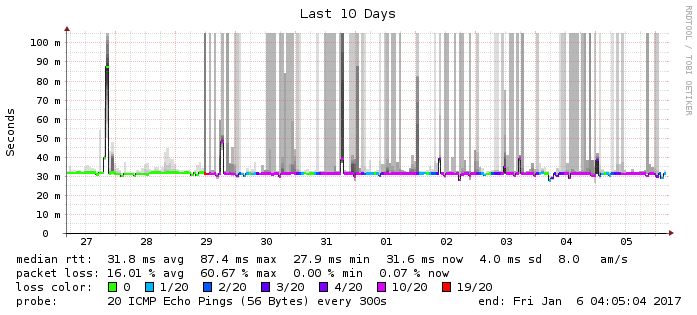 Last 10 Days
RRDTOOL / TOBI OETIKER
Seconds
100 m
90 m
80 m
70 m
60 m
50 m
40 m
30 m
20 m
10 m
0
27 28 29 30 31 01 02 03 04 05
median rtt: 31.8 ms avg 87.4 ms max 27.9 ms min 31.6 ms now 4.0 ms sd 8.0 am/s
packet loss: 16.01 % avg 60.67 % max 0.00 % min 0.07 % now
loss color: 0 1/20 2/20 3/20 4/20 10/20 19/20
probe: 20 ICMP Echo Pings (56 Bytes) every 300s end: Fri Jan 6 04:05:04 2017